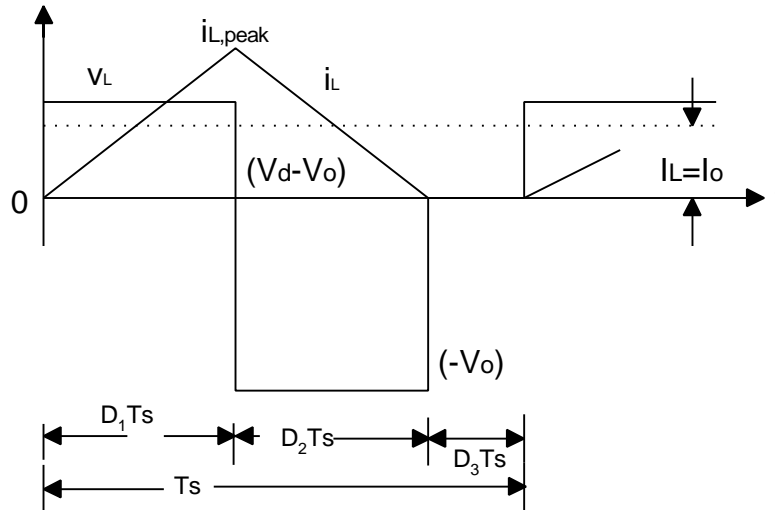 iL,peak
vL
iL
(Vd-Vo)
IL=Io
0
(-Vo)
D1Ts
D2Ts
D3Ts
Ts